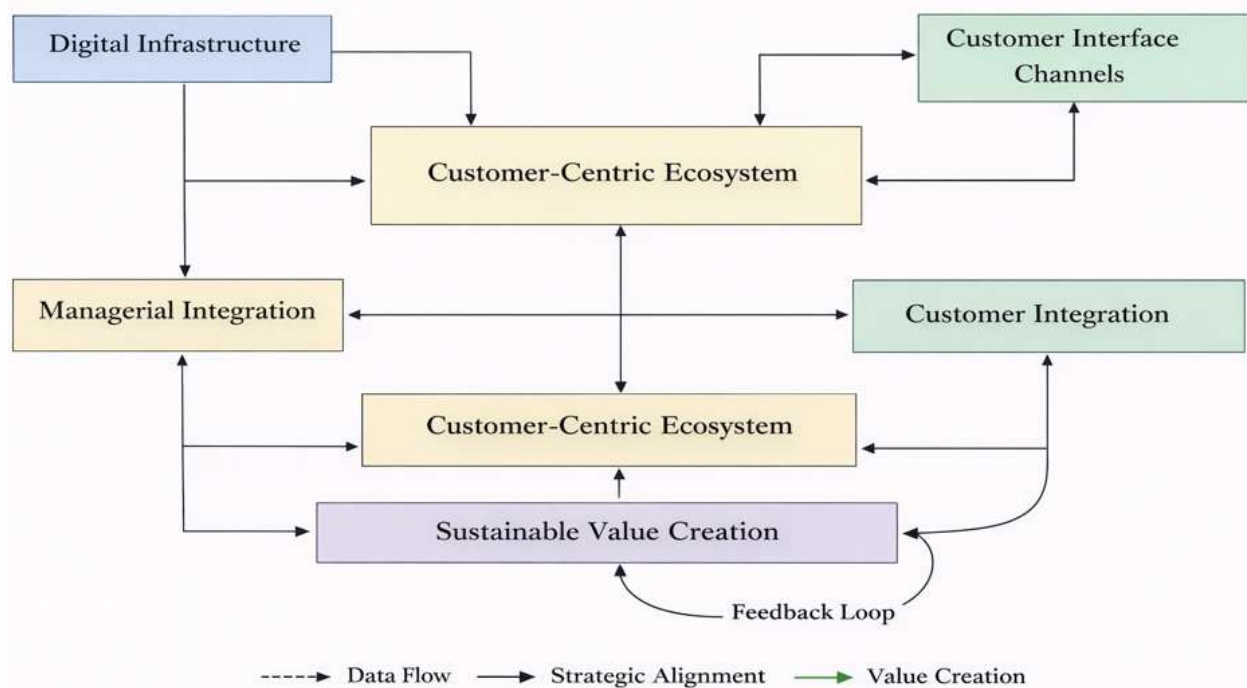 Digital Infrastructure
Customer Interface
Channels
Customer-Centric Ecosystem
Managerial Integration
Customer Integration
Customer-Centric Ecosystem
Sustainable Value Creation
Feedback Loop
Data Flow
Strategic Alignment
Value Creation